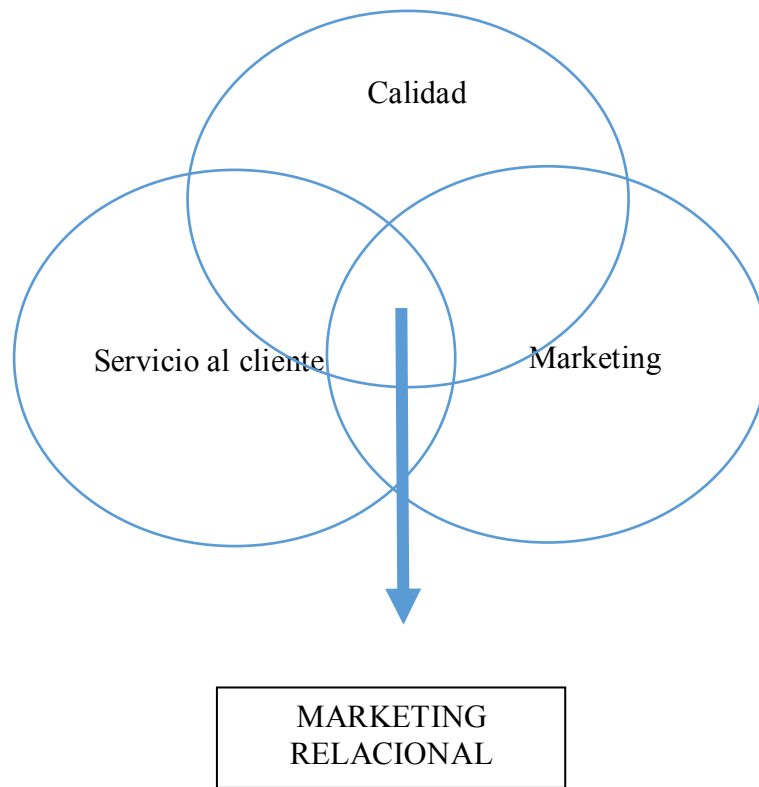 Calidad
Servicio al cliente
Marketing
MARKETING
RELACIONAL